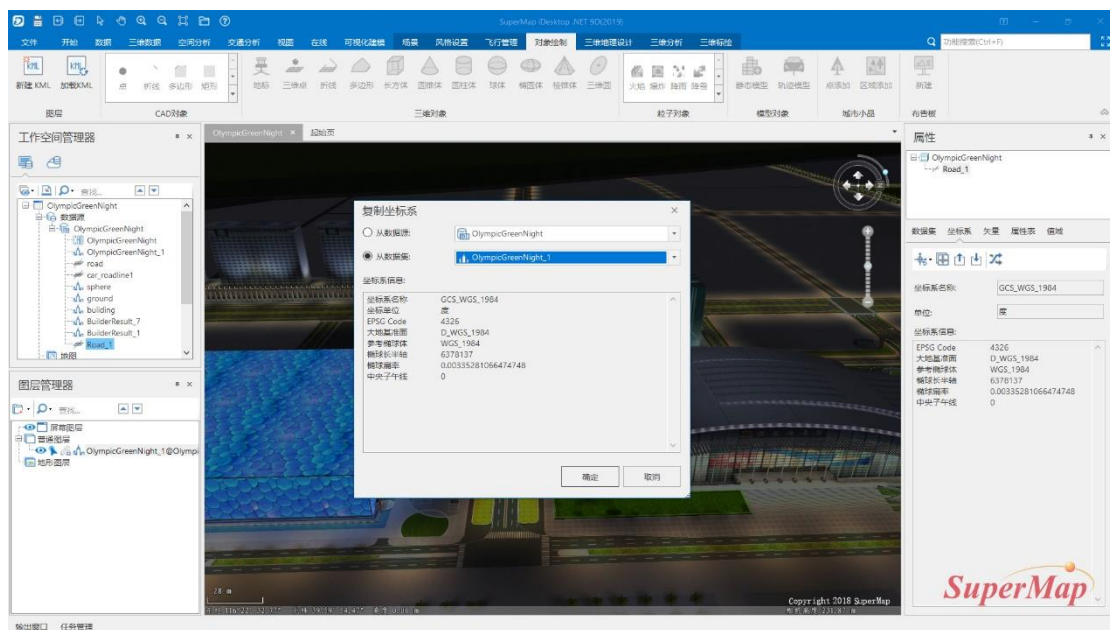 SuperMap iDesktop .NET 9D(2019)
文件 开始 数据 三维数据 空间分析 交通分析 视图 在线 可视化建模 场景 风格设置 飞行管理 对象绘制 三维地理设计 三维分析 三维标绘
功能搜索(Ctrl+F)
新建 KML 加载KML 点 折线 多边形 矩形 地标 三维点 折线 多边形 长方体 圆锥体 圆柱体 球体 椭圆体 棱锥体 三维圆 火焰 爆炸 降雨 降雪 静态模型 轨迹模型 点添加 区域添加 新建
图层 CAD对象 三维对象 粒子对象 模型对象 城市小品 布告板
工作空间管理器
查找...
OlympicGreenNight
数据源
OlympicGreenNight
OlympicGreenNight
OlympicGreenNight_1
road
car_roadline1
sphere
ground
building
BuilderResult_7
BuilderResult_1
Road_1
地图
图层管理器
查找...
屏幕图层
普通图层
OlympicGreenNight_1@Olympi
地形图层
OlympicGreenNight 起始页
复制坐标系
从数据源: OlympicGreenNight
从数据集: OlympicGreenNight_1
坐标系信息:
坐标系名称 GCS_WGS_1984
坐标单位 度
EPSG Code 4326
大地基准面 D_WGS_1984
参考椭球体 WGS_1984
椭球长半轴 6378137
椭球扁率 0.00335281066474748
中央子午线 0
确定 取消
28 m
Copyright 2018 SuperMap
属性
OlympicGreenNight
Road_1
数据集 坐标系 矢量 属性表 值域
坐标系名称: GCS_WGS_1984
单位: 度
坐标系信息:
EPSG Code 4326
大地基准面 D_WGS_1984
参考椭球体 WGS_1984
椭球长半轴 6378137
椭球扁率 0.00335281066474748
中央子午线 0
SuperMap
输出窗口 任务管理